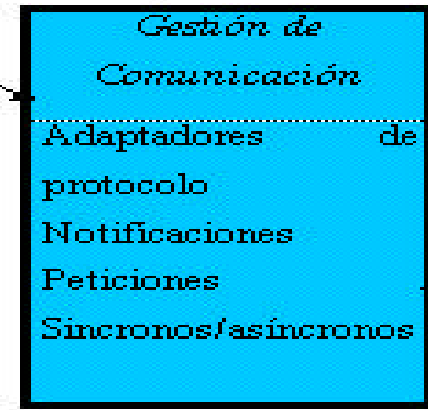 Gestión de
Comunicación
Adaptadores de
protocolo
Notificaciones
Peticiones .
Sincronos/asíncronos